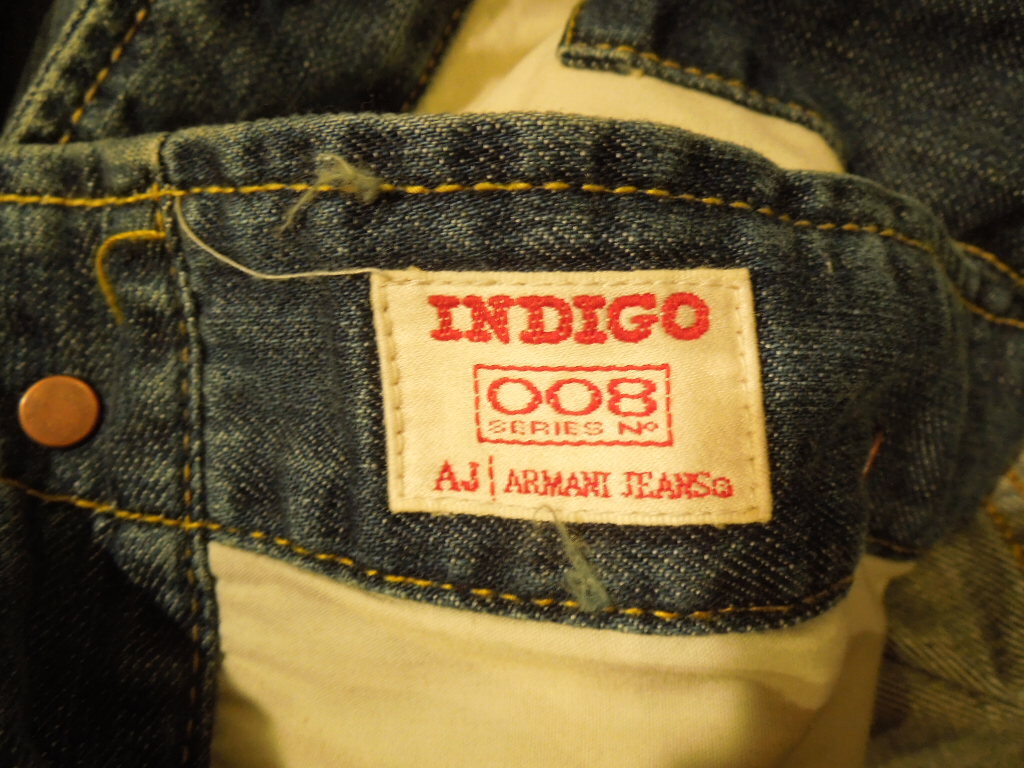 INDIGO
008
SERIES Nº
AJ | ARMANI JEANS®